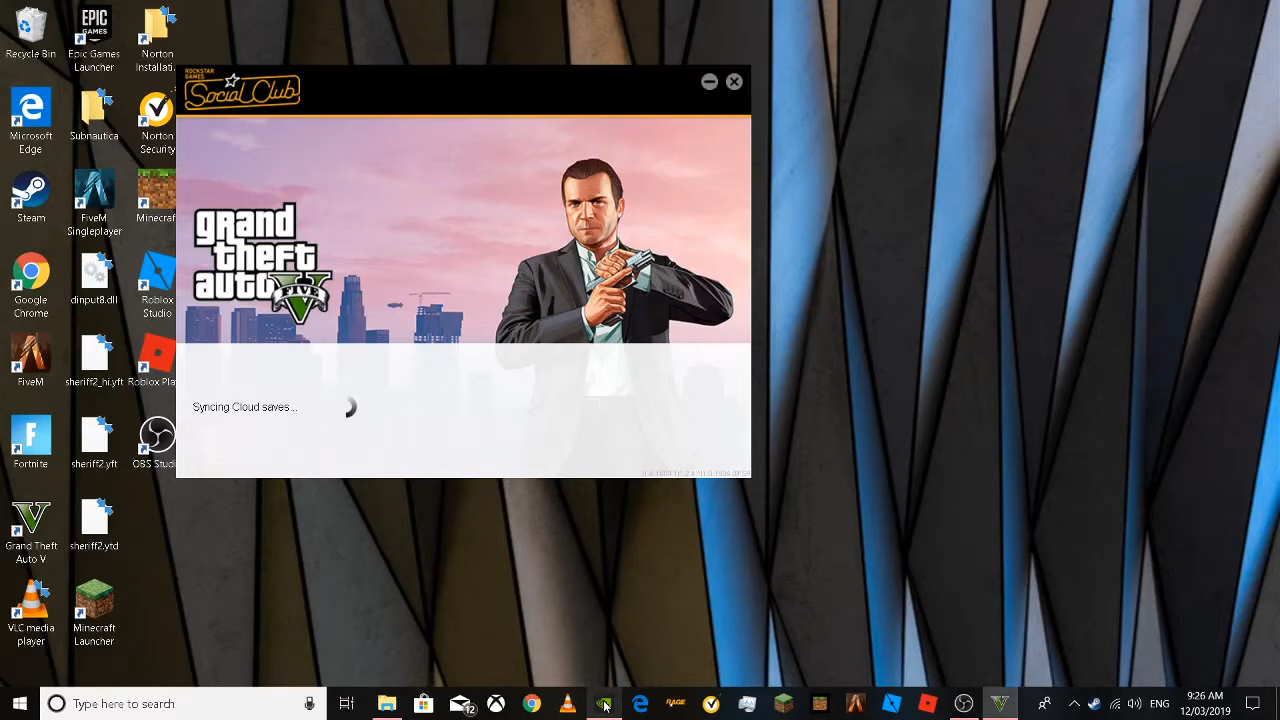 Recycle Bin
EPIC
GAMES
Epic Games
Launcher
Norton
Installati..
Microsoft
Edge
Subnautica
Norton
Security
Steam
FiveM
Singleplayer
Minecraf
Google
Chrome
dinput8.dll
Roblox
Studio
FiveM
sheriff2_hi.yft
Roblox Pla
Fortnite
sheriff2.yft
OBS Studi
Grand Theft
Auto V
sheriff2.ytd
VLC media
player
Minecraft
Launcher
ROCKSTAR
GAMES
Social Club
grand
theft
auto
FIVE
Syncing Cloud saves...
Type here to search
RAGE
ENG
9:26 AM
12/03/2019